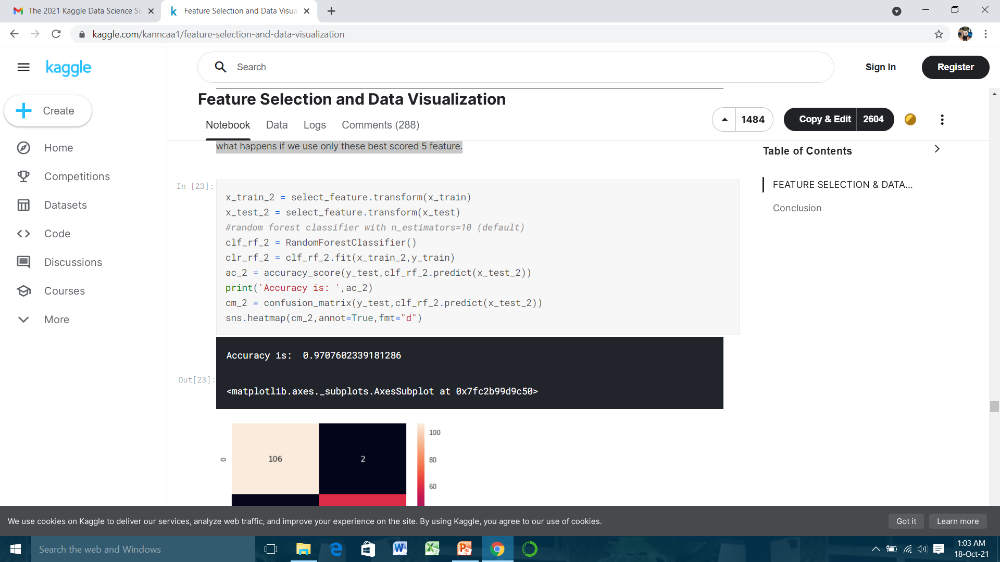 The 2021 Kaggle Data Science Su
Feature Selection and Data Visua
kaggle.com/kanncaa1/feature-selection-and-data-visualization
kaggle
Search
Sign In
Register
Create
Home
Competitions
Datasets
Code
Discussions
Courses
More
Feature Selection and Data Visualization
Notebook
Data
Logs
Comments (288)
1484
Copy & Edit
2604
what happens if we use only these best scored 5 feature.
Table of Contents
FEATURE SELECTION & DATA...
Conclusion
In [23]:
x_train_2 = select_feature.transform(x_train)
x_test_2 = select_feature.transform(x_test)
#random forest classifier with n_estimators=10 (default)
clf_rf_2 = RandomForestClassifier()
clr_rf_2 = clf_rf_2.fit(x_train_2,y_train)
ac_2 = accuracy_score(y_test,clf_rf_2.predict(x_test_2))
print('Accuracy is: ',ac_2)
cm_2 = confusion_matrix(y_test,clf_rf_2.predict(x_test_2))
sns.heatmap(cm_2,annot=True,fmt="d")
Accuracy is:  0.9707602339181286
Out[23]:
<matplotlib.axes._subplots.AxesSubplot at 0x7fc2b99d9c50>
0
106
2
100
80
60
We use cookies on Kaggle to deliver our services, analyze web traffic, and improve your experience on the site. By using Kaggle, you agree to our use of cookies.
Got it
Learn more
Search the web and Windows
1:03 AM
18-Oct-21